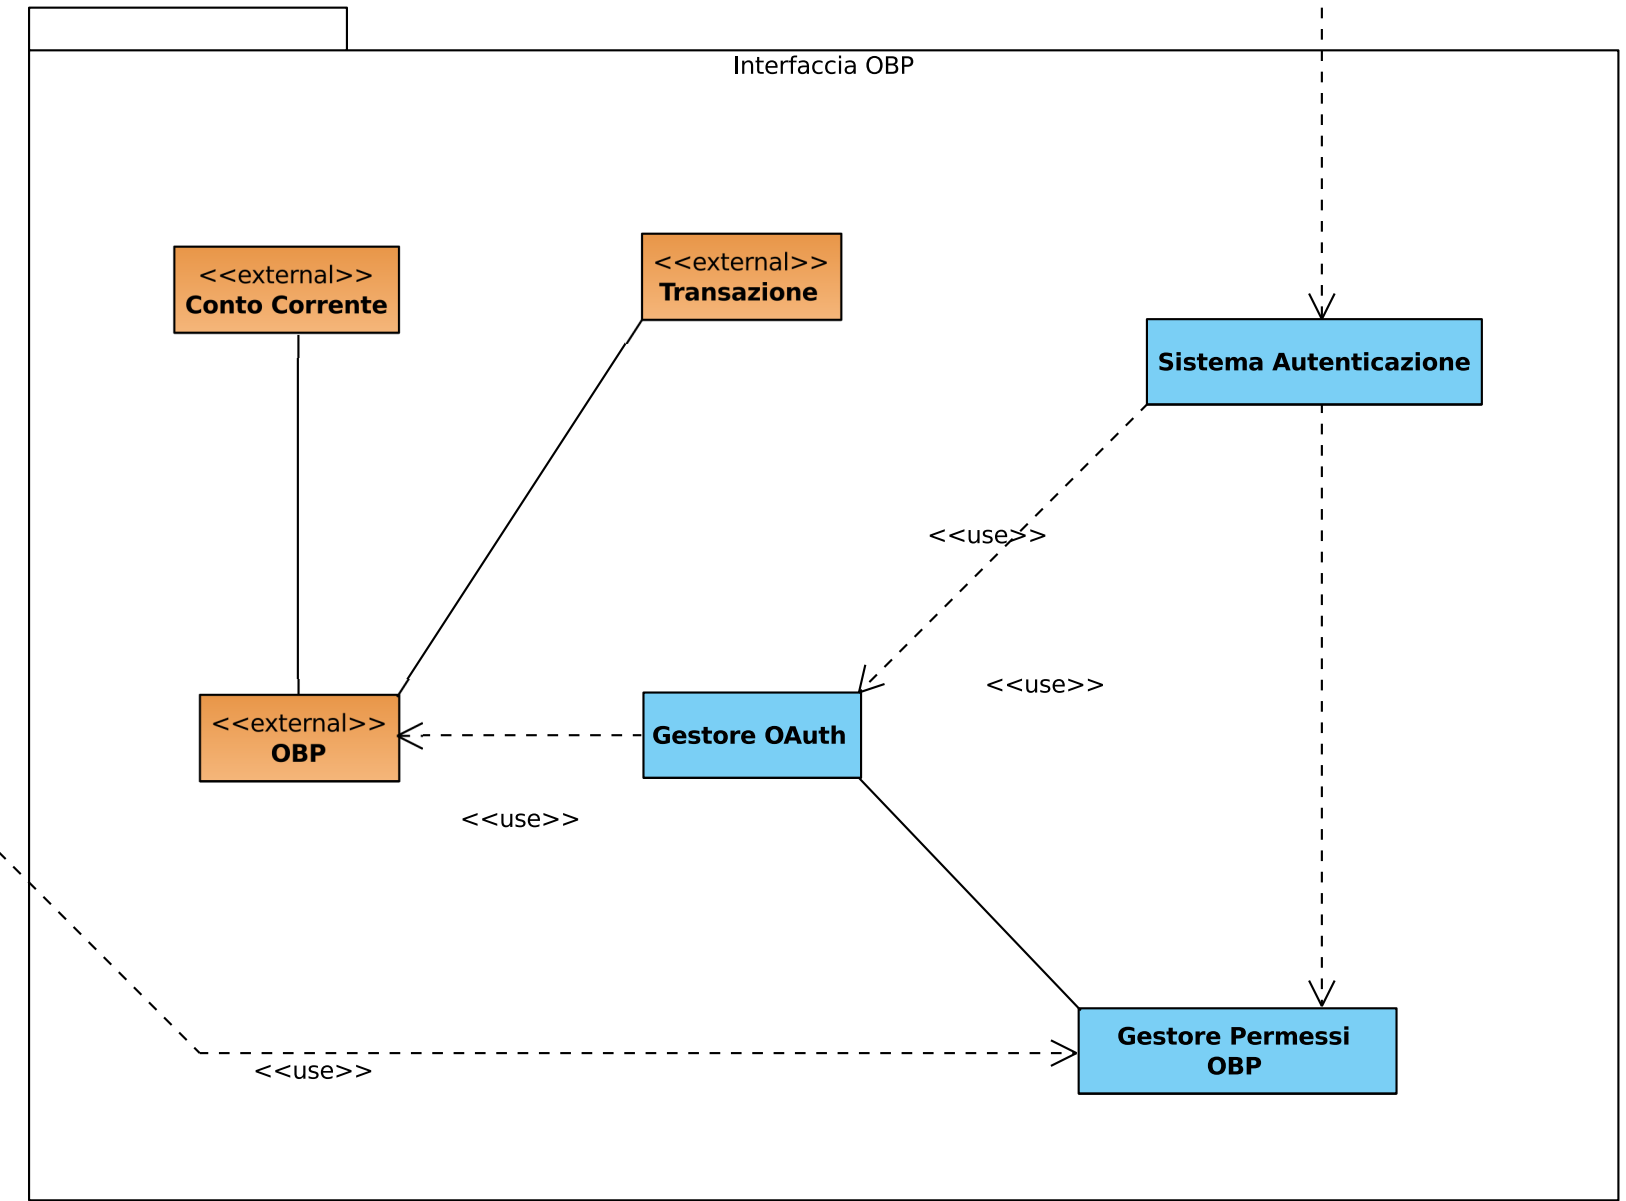 Interfaccia OBP
<<external>>
Conto Corrente
<<external>>
Transazione
Sistema Autenticazione
<<use>>
<<use>>
<<external>>
OBP
Gestore OAuth
<<use>>
Gestore Permessi
OBP
<<use>>